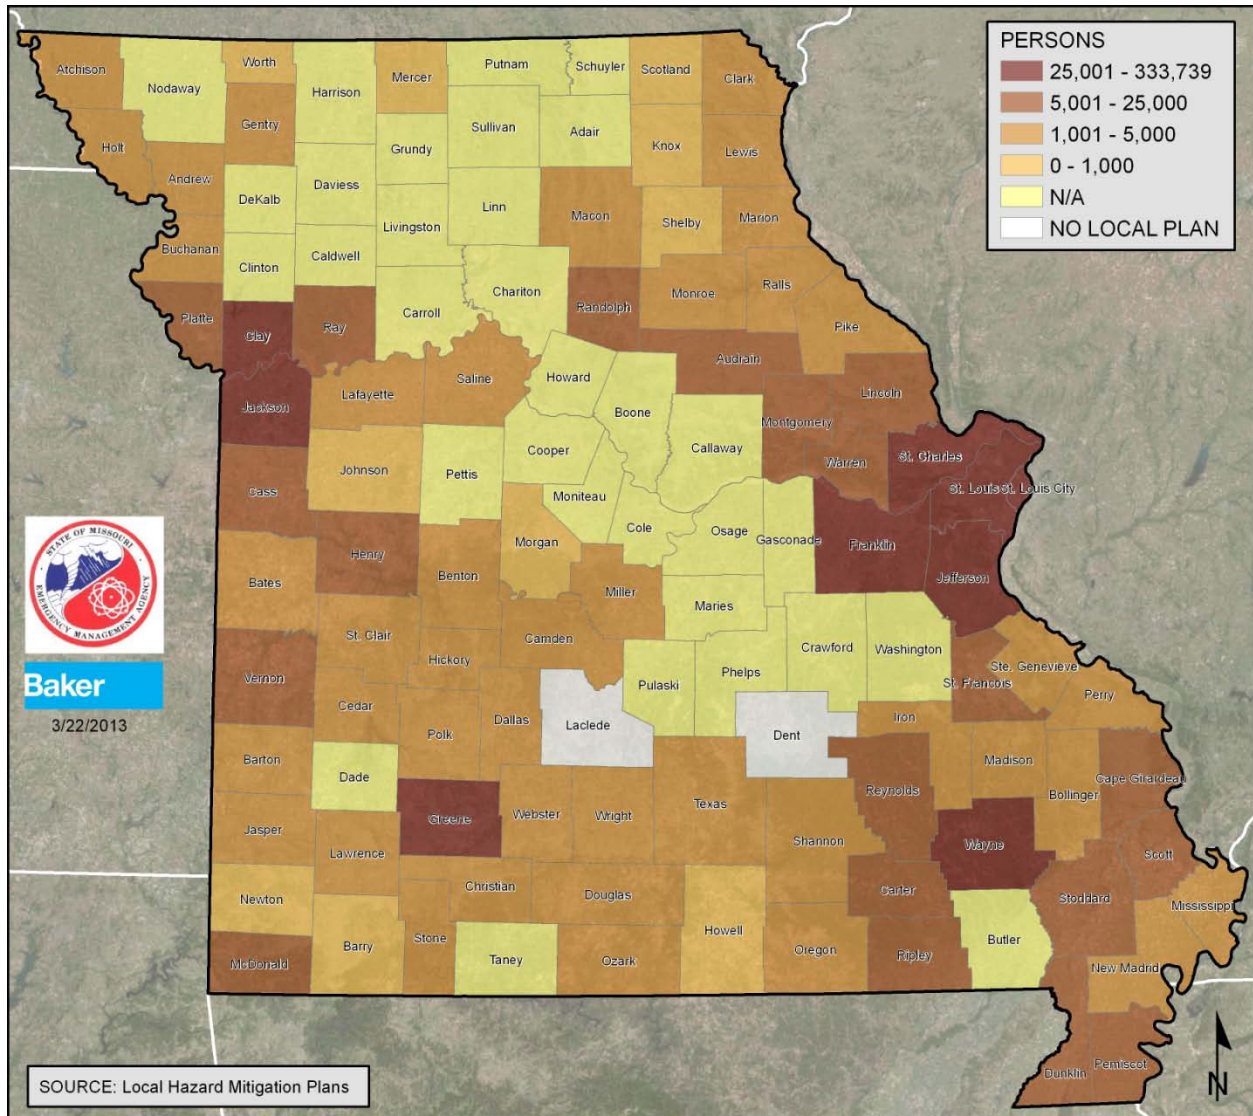 PERSONS
25,001 - 333,739
5,001 - 25,000
1,001 - 5,000
0 - 1,000
N/A
NO LOCAL PLAN
Atchison
Nodaway
Worth
Harrison
Mercer
Putnam
Schuyler
Scotland
Clark
Gentry
Sullivan
Adair
Holt
Grundy
Knox
Lewis
Andrew
DeKalb
Daviess
Linn
Macon
Shelby
Marion
Livingston
Buchanan
Clinton
Caldwell
Chariton
Monroe
Ralls
Carroll
Randolph
Platte
Clay
Ray
Pike
Audrain
Saline
Howard
Lafayette
Lincoln
Jackson
Boone
Montgomery
Callaway
Cooper
St. Charles
Johnson
Pettis
Warren
Cass
Moniteau
St. Louis
St. Louis City
Cole
Osage
Gasconade
Morgan
Franklin
Henry
Benton
Jefferson
Bates
Miller
Maries
St. Clair
Camden
Crawford
Washington
Hickory
Phelps
Ste. Genevieve
Vernon
Pulaski
St. Francois
Perry
Cedar
Dallas
Laclede
Iron
Polk
Dent
Barton
Madison
Dade
Cape Girardeau
Reynolds
Bollinger
Texas
Jasper
Greene
Webster
Wright
Shannon
Wayne
Lawrence
Scott
Christian
Carter
Stoddard
Newton
Douglas
Mississippi
Howell
Barry
Stone
Butler
Taney
Oregon
Ripley
McDonald
Ozark
New Madrid
Pemiscot
Dunklin
STATE OF MISSOURI
EMERGENCY MANAGEMENT AGENCY
Baker
3/22/2013
SOURCE: Local Hazard Mitigation Plans
N